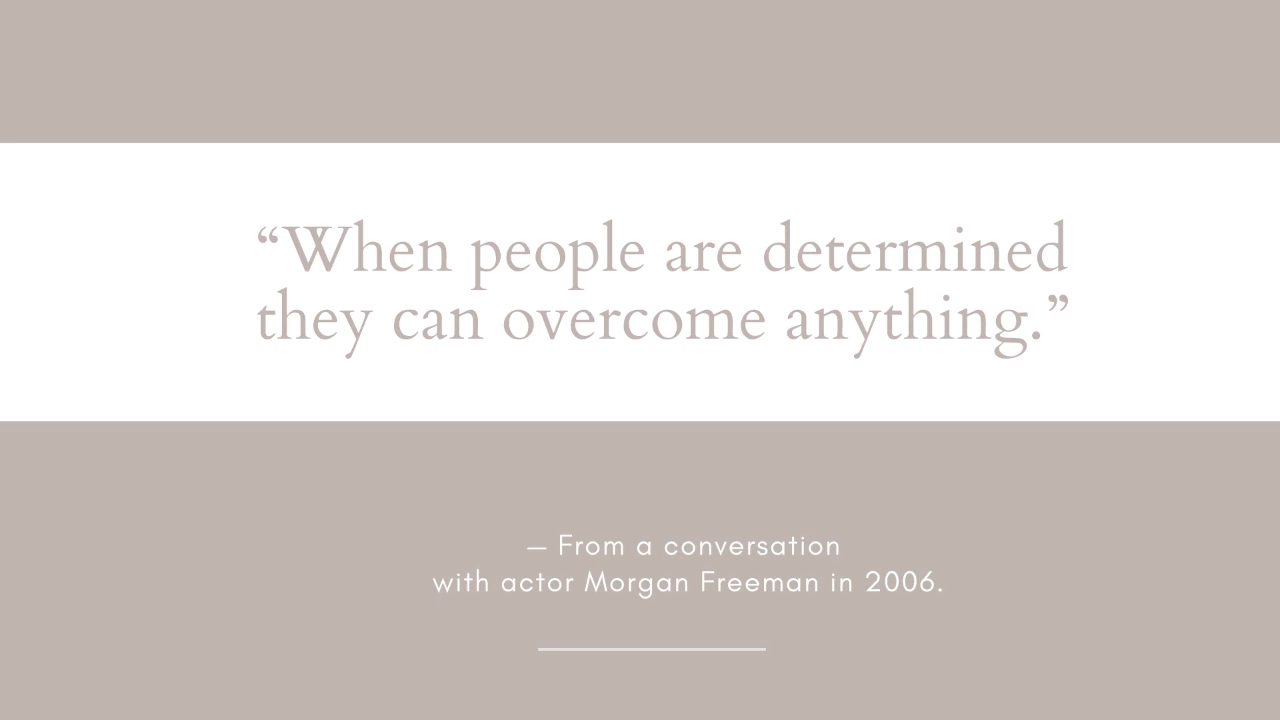 “When people are determined
they can overcome anything.”
— From a conversation
with actor Morgan Freeman in 2006.